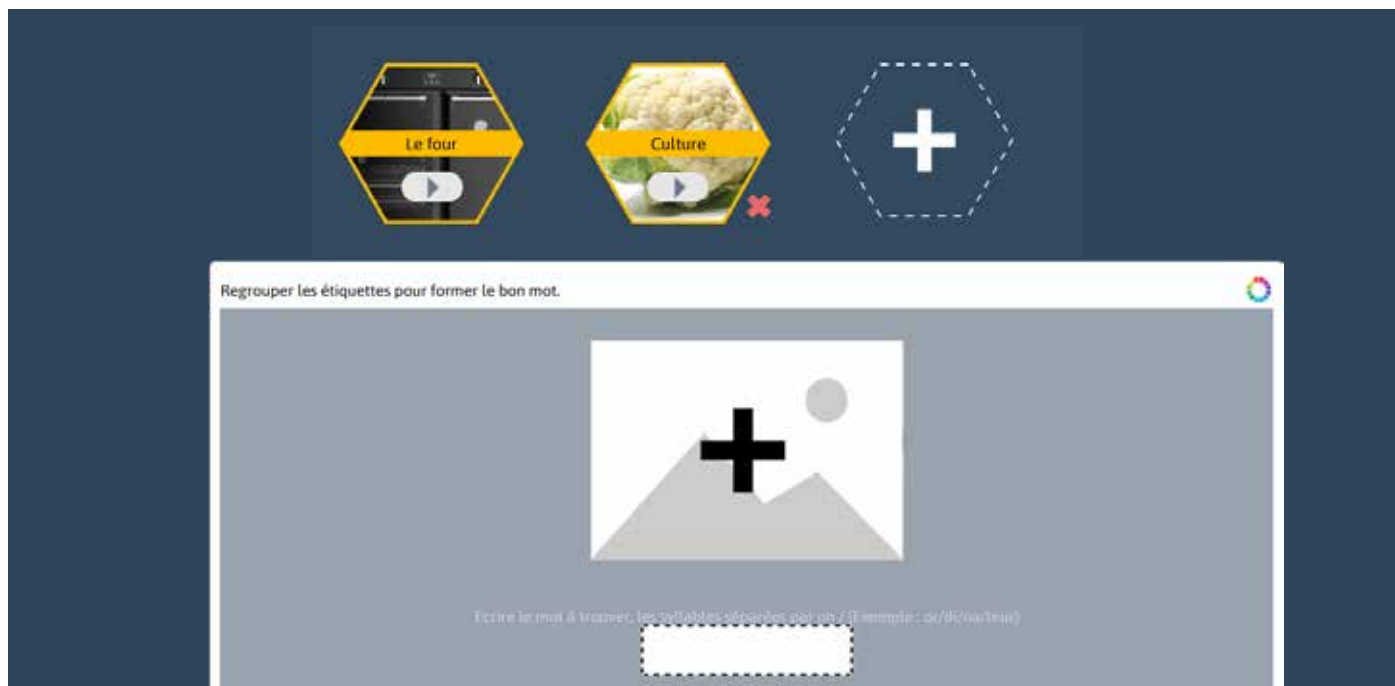 Le four
Culture
Regrouper les étiquettes pour former le bon mot.
Ecrire le mot à trouver, les syllables séparées par un / (Exemple : or/di/na/teur)